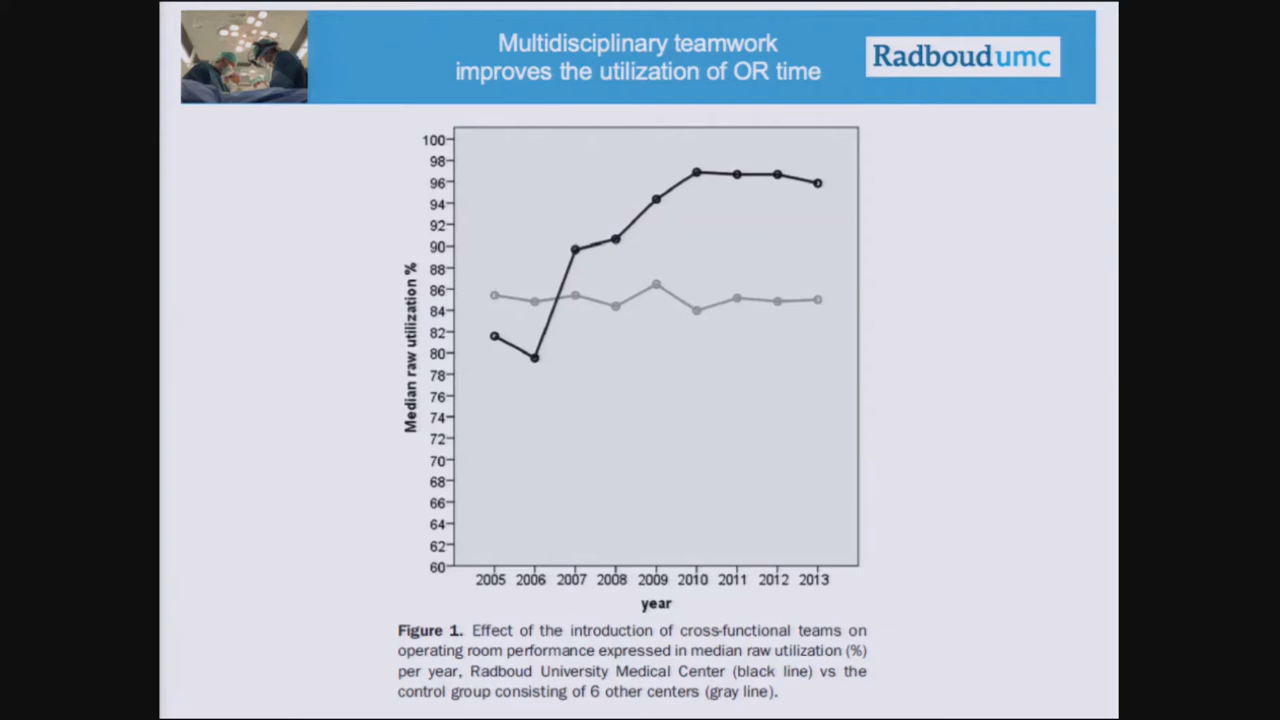 Multidisciplinary teamwork
improves the utilization of OR time
Radboudumc
100
98
96
94
92
90
88
86
84
82
80
78
76
74
72
70
68
66
64
62
60
Median raw utilization %
2005 2006 2007 2008 2009 2010 2011 2012 2013
year
Figure 1. Effect of the introduction of cross-functional teams on
operating room performance expressed in median raw utilization (%)
per year, Radboud University Medical Center (black line) vs the
control group consisting of 6 other centers (gray line).